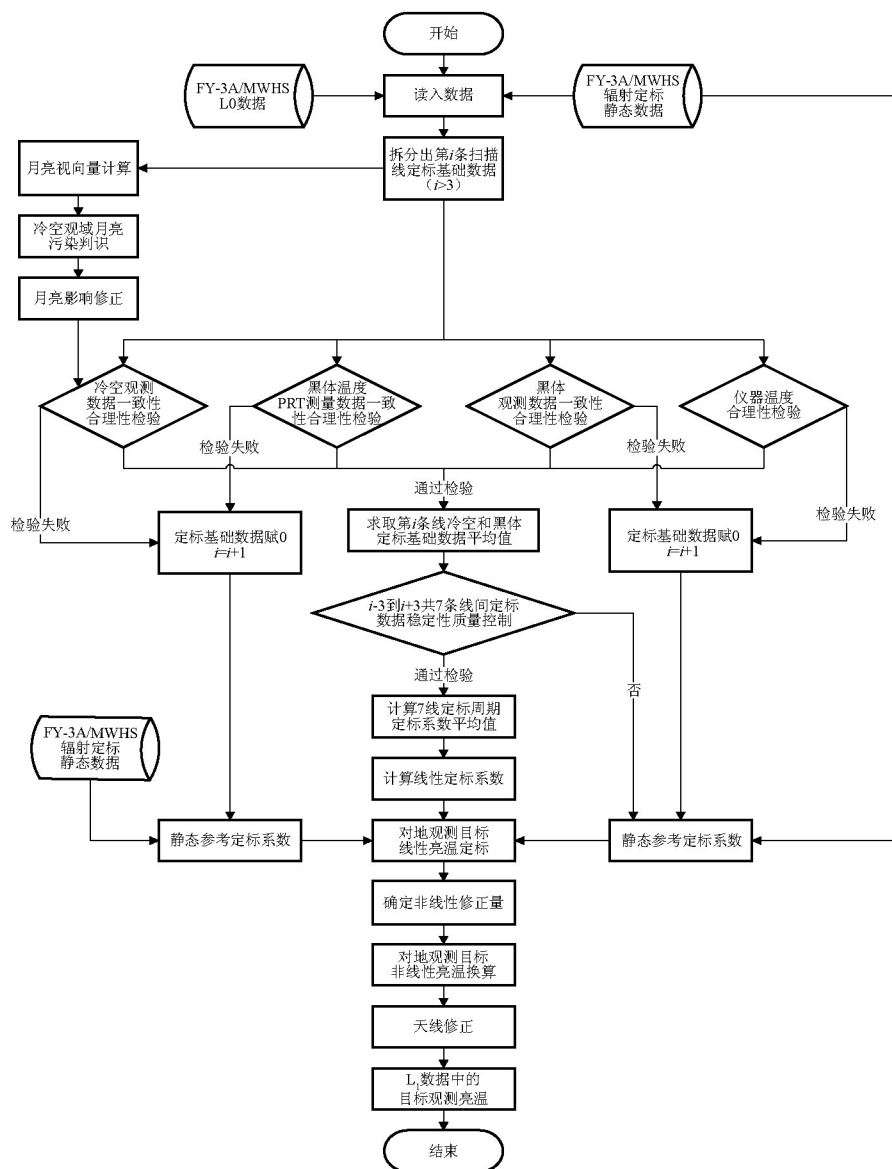 开始
FY-3A/MWHS
L0数据
读入数据
FY-3A/MWHS
辐射定标
静态数据
拆分出第i条扫描
线定标基础数据
（i>3）
月亮视向量计算
冷空观域月亮
污染判识
月亮影响修正
冷空观测
数据一致性
合理性检验
黑体温度
PRT测量数据一致
性合理性检验
黑体
观测数据一致性
合理性检验
仪器温度
合理性检验
检验失败
检验失败
检验失败
检验失败
通过检验
定标基础数据赋0
i=i+1
求取第i条线冷空和黑体
定标基础数据平均值
定标基础数据赋0
i=i+1
i-3到i+3共7条线间定标
数据稳定性质量控制
通过检验
否
计算7线定标周期
定标系数平均值
FY-3A/MWHS
辐射定标
静态数据
计算线性定标系数
静态参考定标系数
对地观测目标
线性亮温定标
静态参考定标系数
确定非线性修正量
对地观测目标
非线性亮温换算
天线修正
L₁数据中的
目标观测亮温
结束